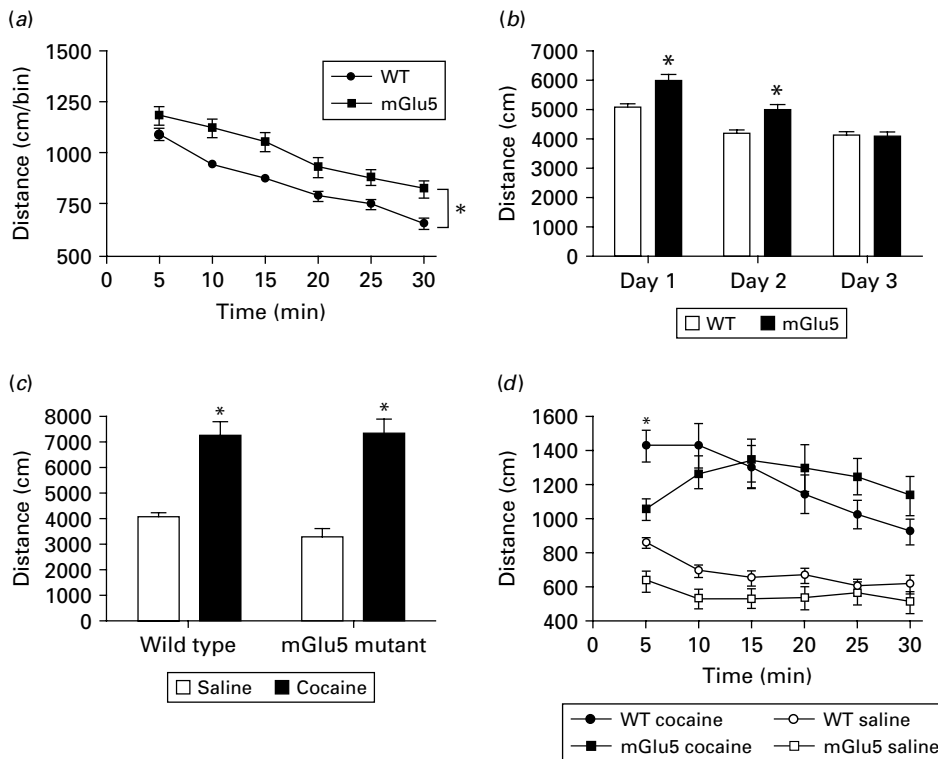 (a)
1500
1250
1000
750
500
Distance (cm/bin)
0 5 10 15 20 25 30
Time (min)
WT
mGlu5
*
(b)
7000
6000
5000
4000
3000
2000
1000
0
Distance (cm)
* *
Day 1 Day 2 Day 3
WT mGlu5
(c)
8000
7000
6000
5000
4000
3000
2000
1000
0
Distance (cm)
* *
Wild type mGlu5 mutant
Saline Cocaine
(d)
1600
1400
1200
1000
800
600
400
Distance (cm)
*
0 5 10 15 20 25 30
Time (min)
WT cocaine WT saline
mGlu5 cocaine mGlu5 saline